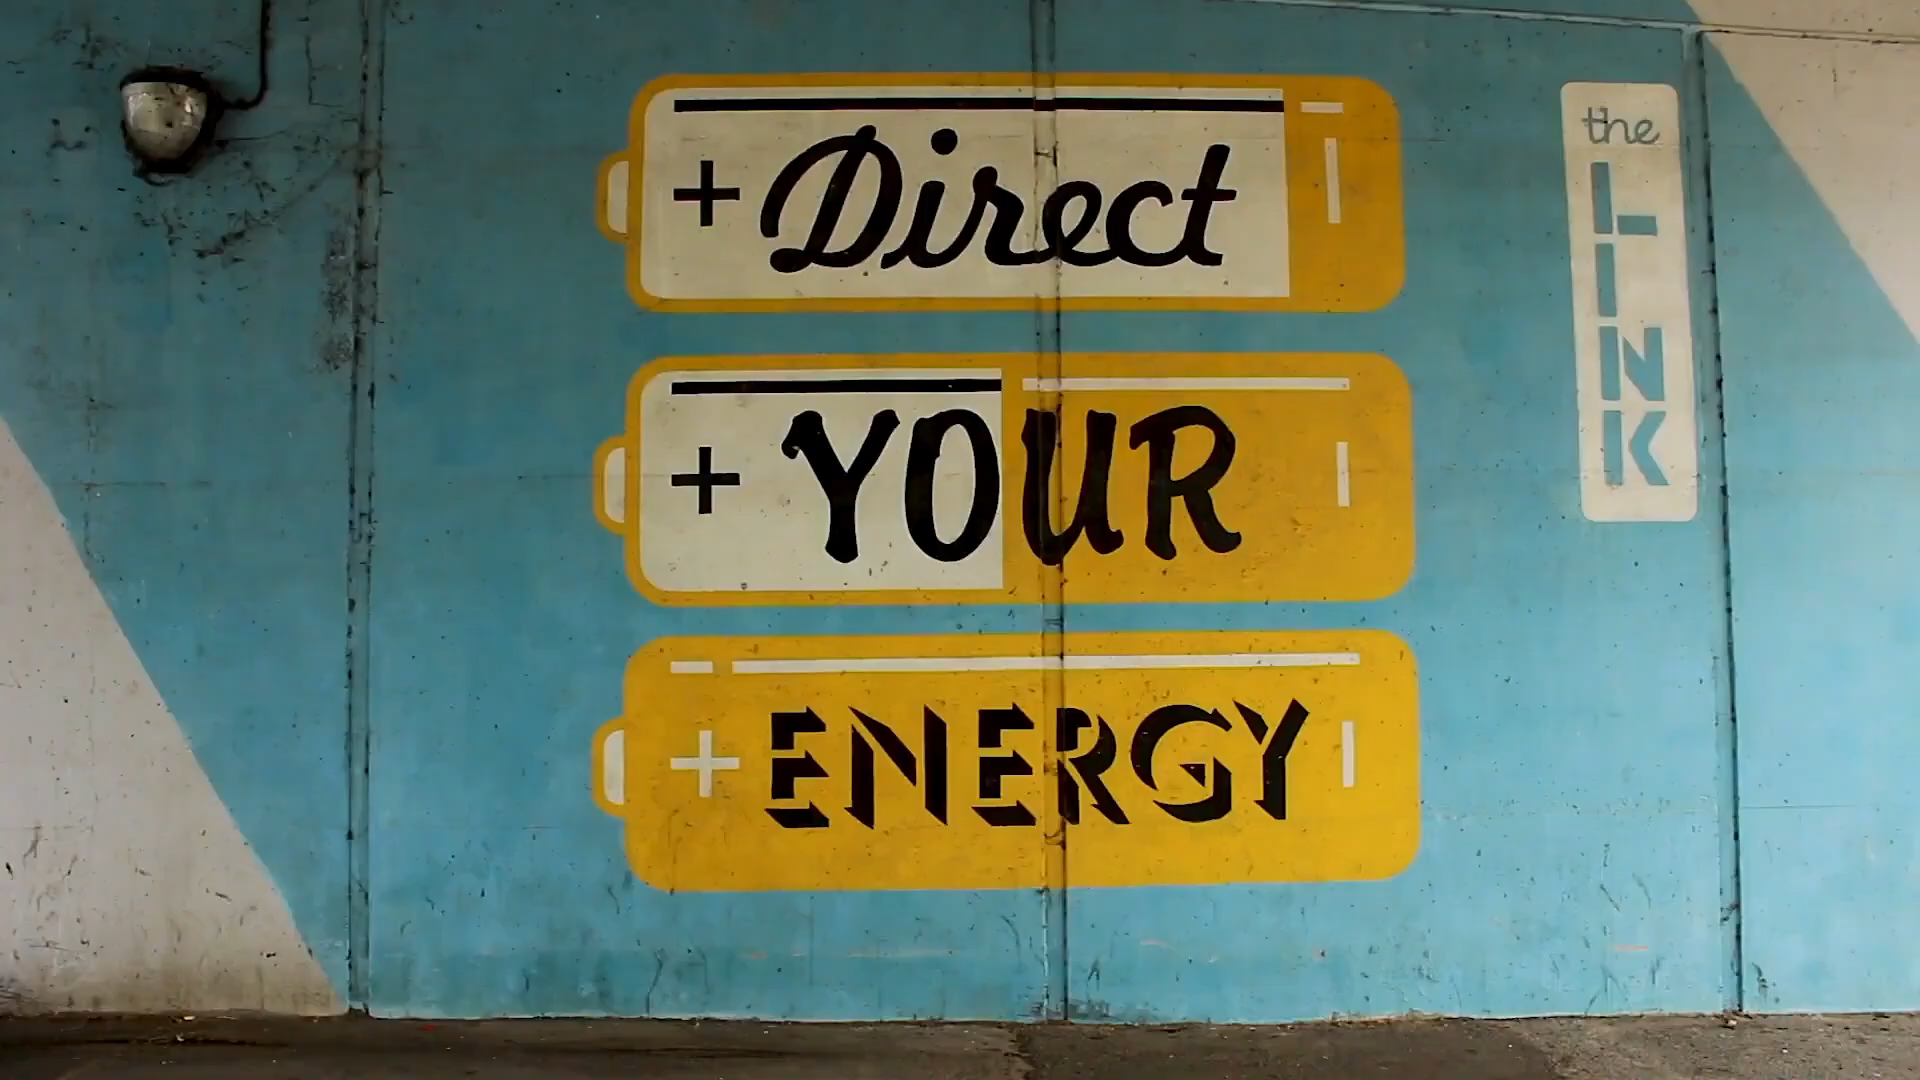 + Direct
+ YOUR
+ ENERGY
the
LINK